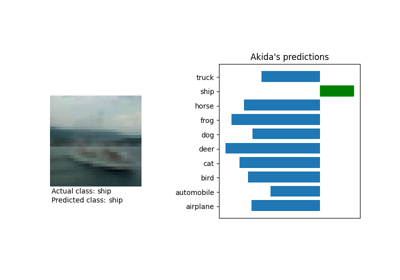 Akida's predictions
truck
ship
horse
frog
dog
deer
cat
bird
automobile
airplane
Actual class: ship
Predicted class: ship